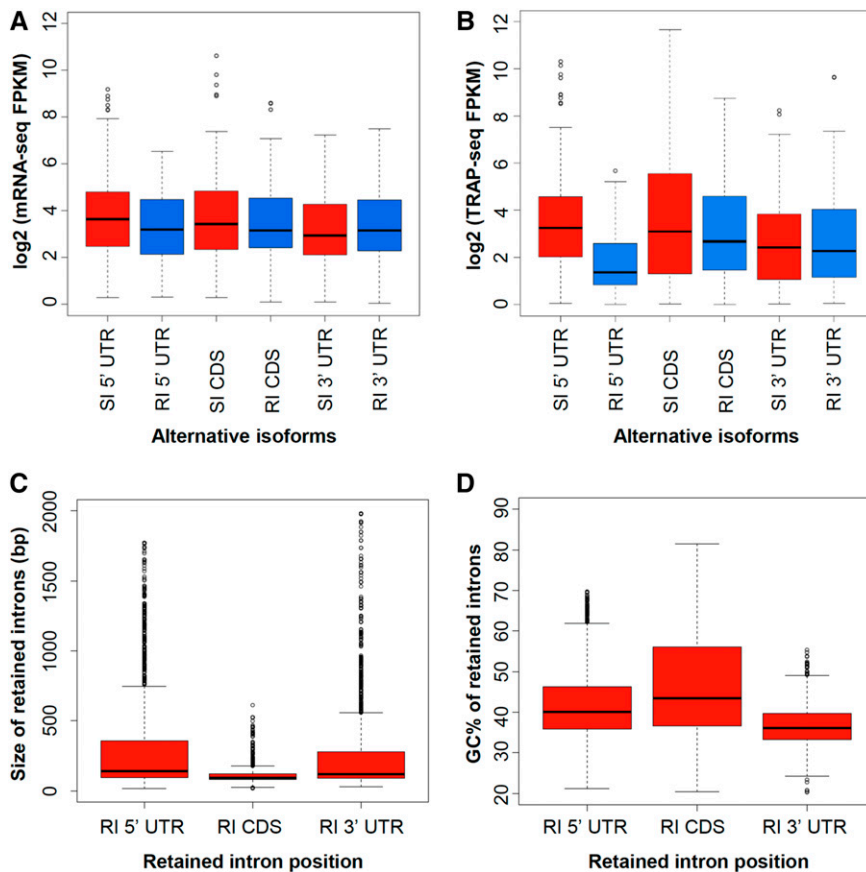 A
log2 (mRNA-seq FPKM)
12
10
8
6
4
2
0
SI 5' UTR
RI 5' UTR
SI CDS
RI CDS
SI 3' UTR
RI 3' UTR
Alternative isoforms
B
log2 (TRAP-seq FPKM)
12
10
8
6
4
2
0
SI 5' UTR
RI 5' UTR
SI CDS
RI CDS
SI 3' UTR
RI 3' UTR
Alternative isoforms
C
Size of retained introns (bp)
2000
1500
1000
500
0
RI 5' UTR RI CDS RI 3' UTR
Retained intron position
D
GC% of retained introns
90
80
70
60
50
40
30
20
RI 5' UTR RI CDS RI 3' UTR
Retained intron position